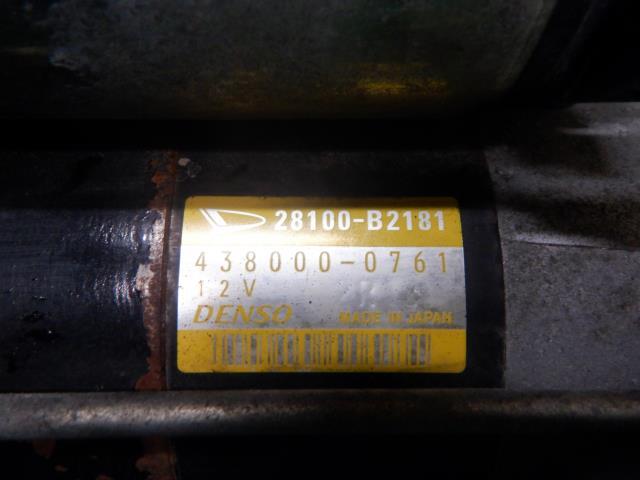 28100-B2181
438000-0761
12V
DENSO MADE IN JAPAN